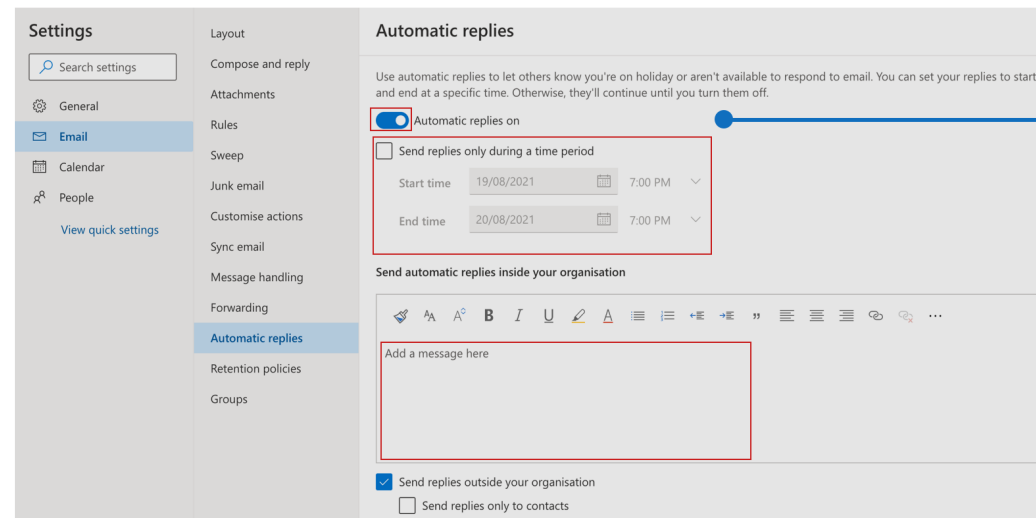 Settings
Search settings
General
Email
Calendar
People
View quick settings
Layout
Compose and reply
Attachments
Rules
Sweep
Junk email
Customise actions
Sync email
Message handling
Forwarding
Automatic replies
Retention policies
Groups
Automatic replies
Use automatic replies to let others know you're on holiday or aren't available to respond to email. You can set your replies to start
and end at a specific time. Otherwise, they'll continue until you turn them off.
Automatic replies on
Send replies only during a time period
Start time 19/08/2021 7:00 PM
End time 20/08/2021 7:00 PM
Send automatic replies inside your organisation
Add a message here
Send replies outside your organisation
Send replies only to contacts